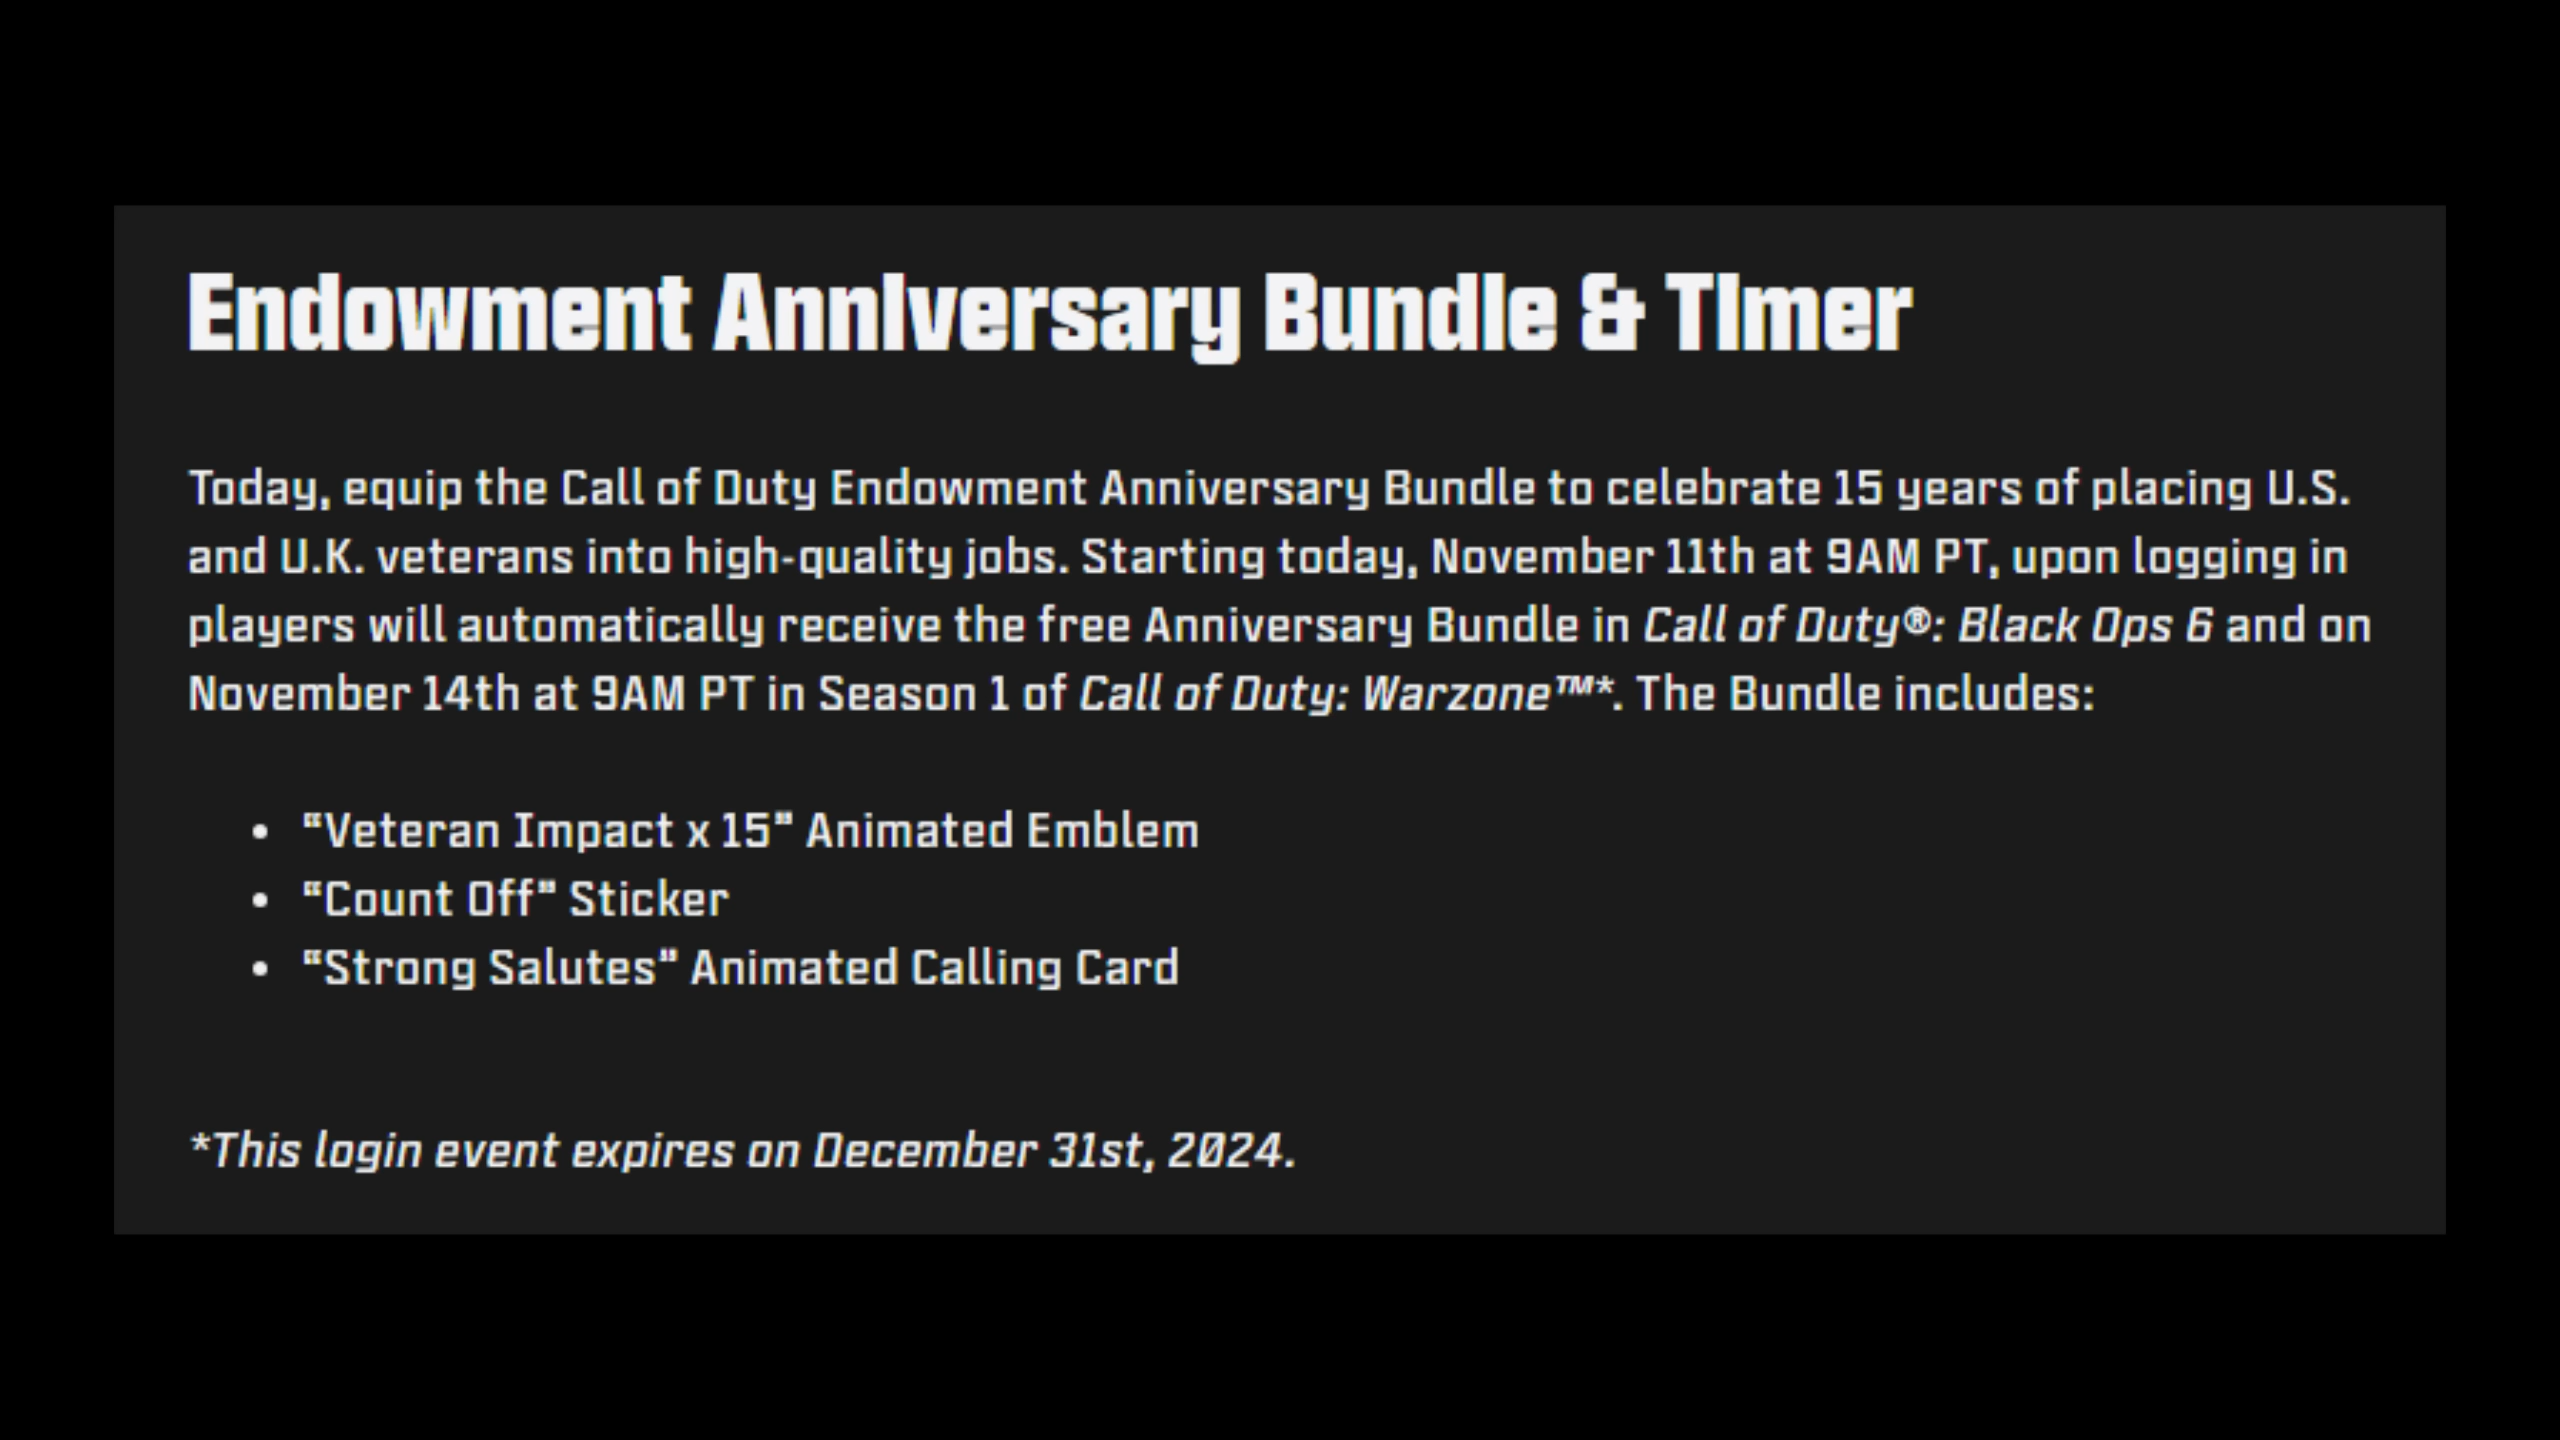 Endowment Anniversary Bundle & Timer
Today, equip the Call of Duty Endowment Anniversary Bundle to celebrate 15 years of placing U.S.
and U.K. veterans into high-quality jobs. Starting today, November 11th at 9AM PT, upon logging in
players will automatically receive the free Anniversary Bundle in Call of Duty®: Black Ops 6 and on
November 14th at 9AM PT in Season 1 of Call of Duty: Warzone™*. The Bundle includes:
• “Veteran Impact x 15” Animated Emblem
• “Count Off” Sticker
• “Strong Salutes” Animated Calling Card
*This login event expires on December 31st, 2024.